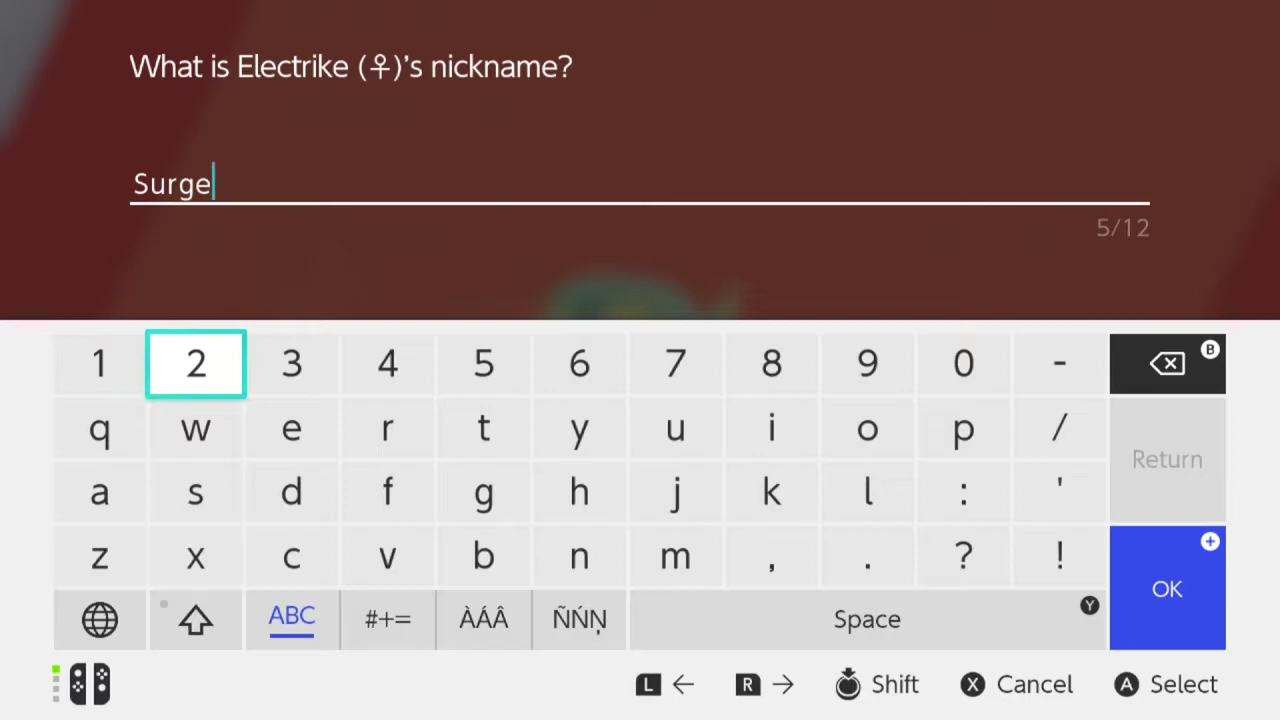 What is Electrike (♀)'s nickname?
Surge
5/12
1 2 3 4 5 6 7 8 9 0 - B
q w e r t y u i o p / Return
a s d f g h j k l : '
z x c v b n m , . ? ! + OK
ABC #+= ÀÁÂ ÑŃŅ Space Y
L ← R → Shift X Cancel A Select